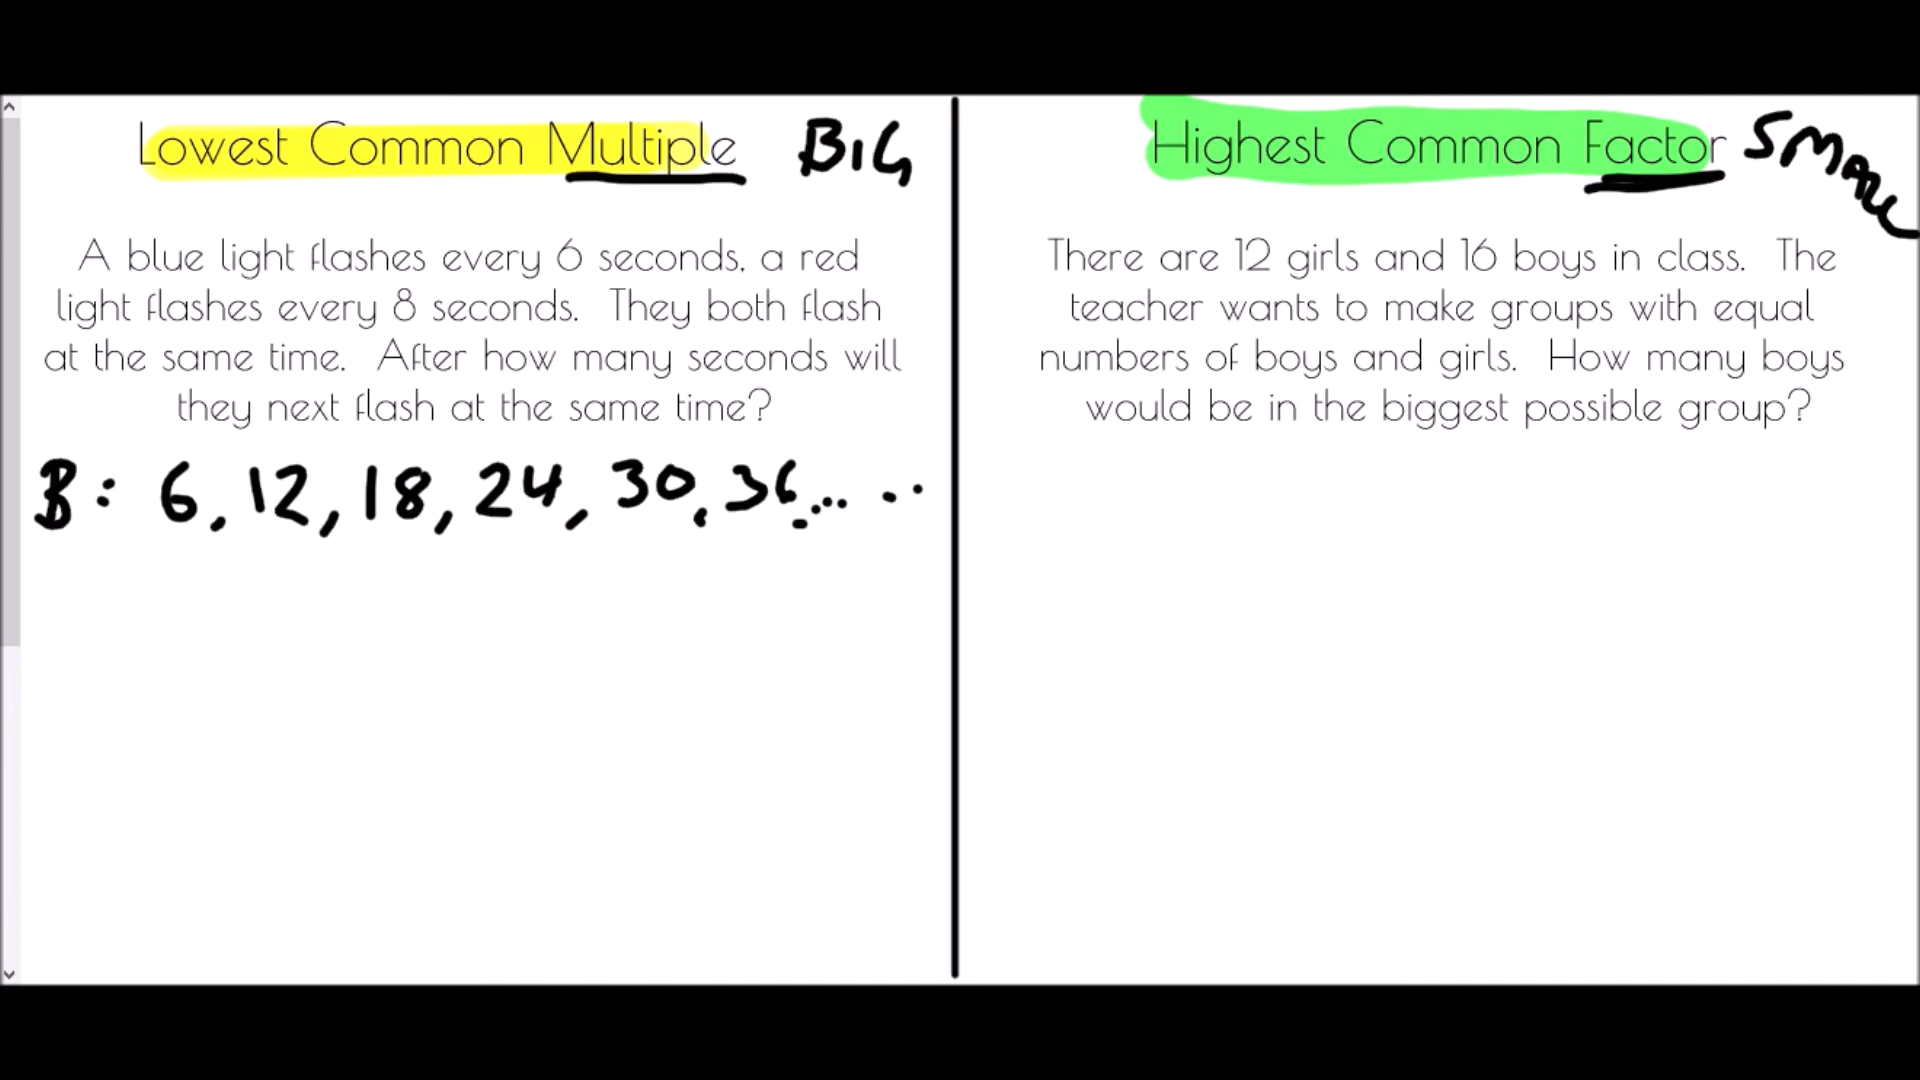 Lowest Common Multiple BIG
A blue light flashes every 6 seconds, a red
light flashes every 8 seconds. They both flash
at the same time. After how many seconds will
they next flash at the same time?
B: 6, 12, 18, 24, 30, 36, ... ..
Highest Common Factor SMALL
There are 12 girls and 16 boys in class. The
teacher wants to make groups with equal
numbers of boys and girls. How many boys
would be in the biggest possible group?